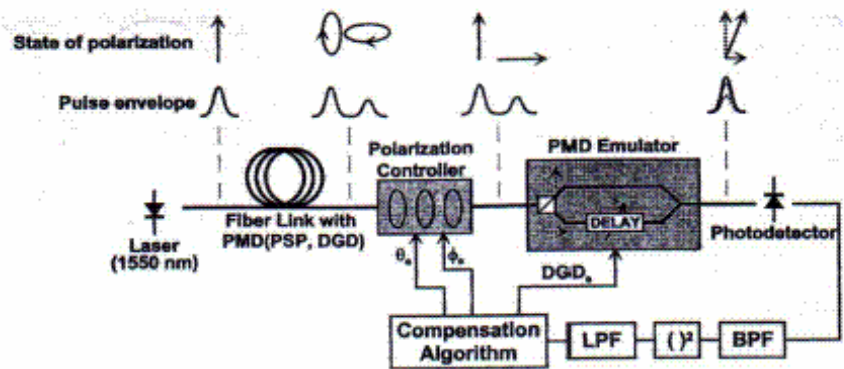 State of polarization
Pulse envelope
Polarization
Controller
PMD Emulator
DELAY
Laser
(1550 nm)
Fiber Link with
PMD(PSP, DGD)
Photodetector
θₑ
ϕₑ
DGDₑ
Compensation
Algorithm
LPF
( )²
BPF